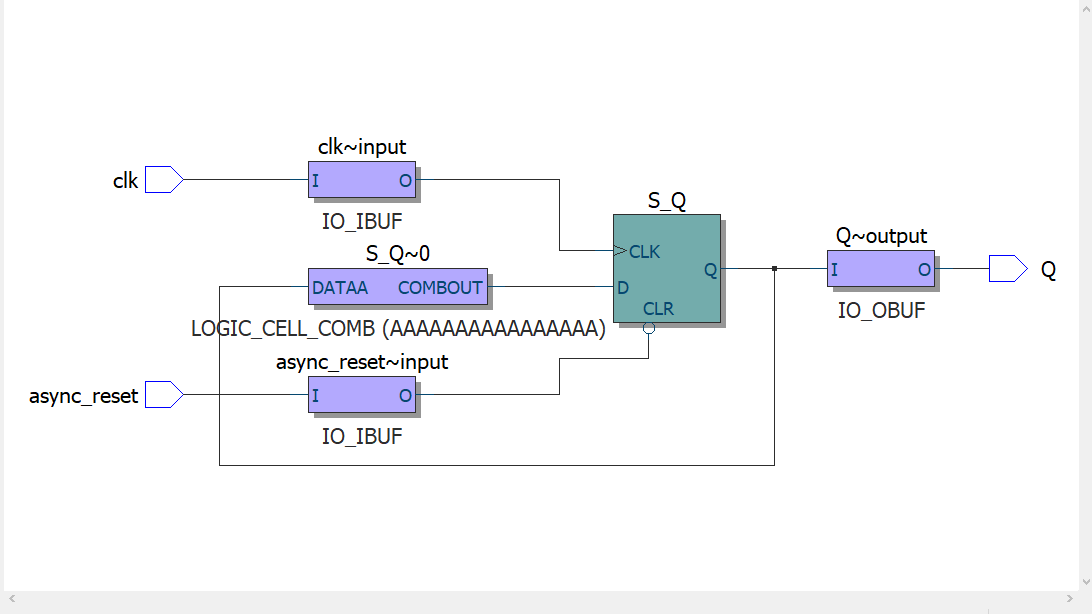 clk~input
clk
I
O
IO_IBUF
S_Q
CLK
Q
D
CLR
S_Q~0
DATAA
COMBOUT
LOGIC_CELL_COMB (AAAAAAAAAAAAAAAA)
async_reset~input
async_reset
I
O
IO_IBUF
Q~output
I
O
IO_OBUF
Q